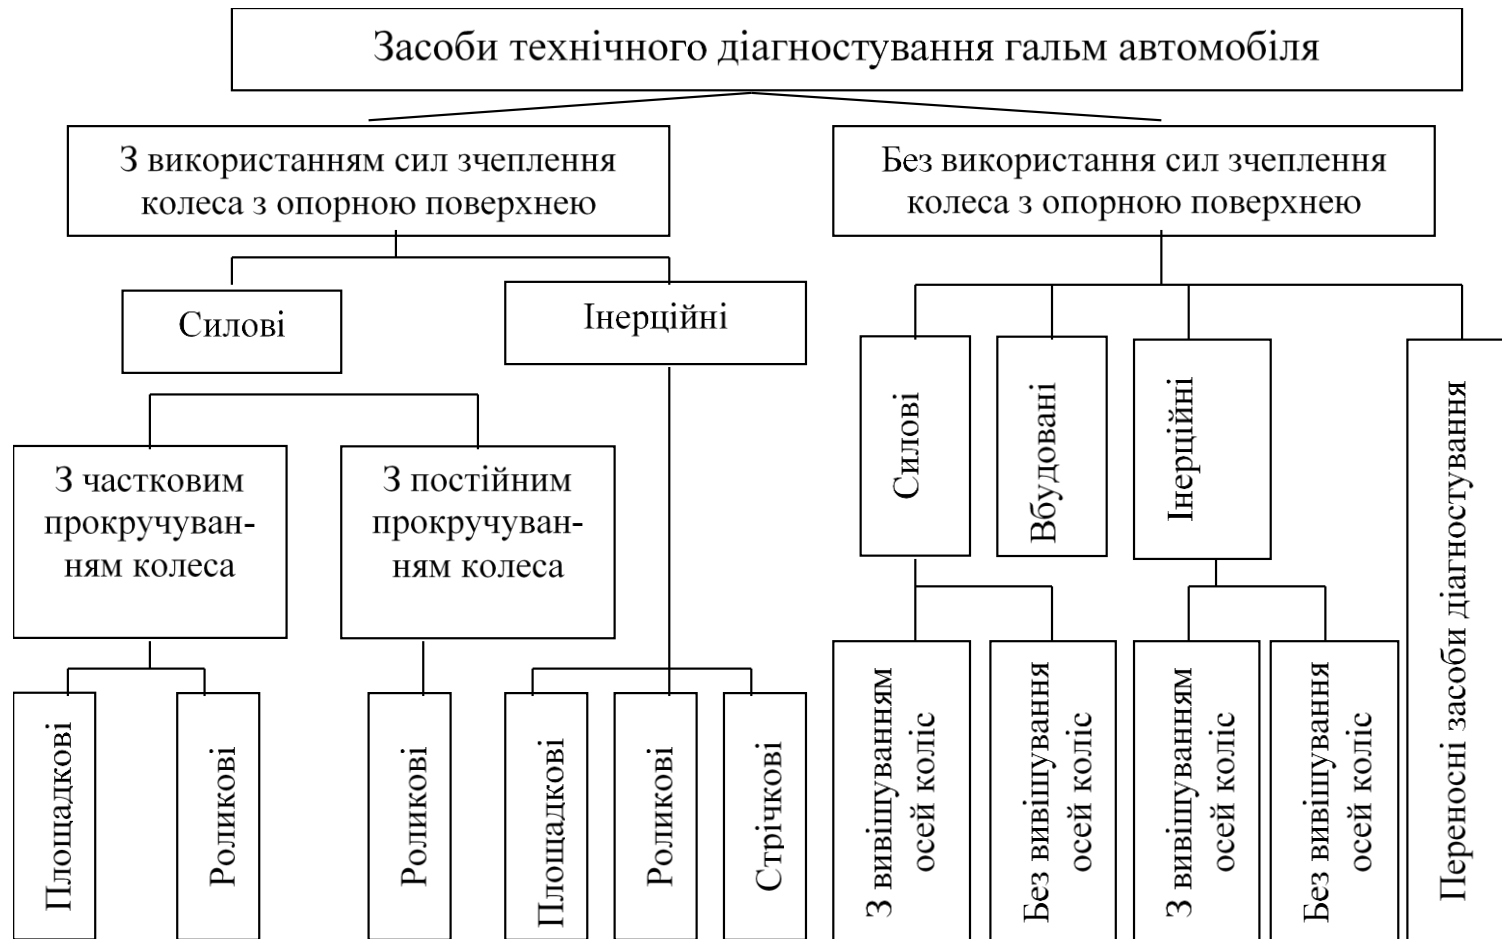 Засоби технічного діагностування гальм автомобіля
З використанням сил зчеплення
колеса з опорною поверхнею
Без використання сил зчеплення
колеса з опорною поверхнею
Силові
Інерційні
Силові
Вбудовані
Інерційні
Переносні засоби діагностування
З частковим
прокручуван-
ням колеса
З постійним
прокручуван-
ням колеса
Площадкові
Роликові
Роликові
Площадкові
Роликові
Стрічкові
З вивішуванням
осей коліс
Без вивішування
осей коліс
З вивішуванням
осей коліс
Без вивішування
осей коліс